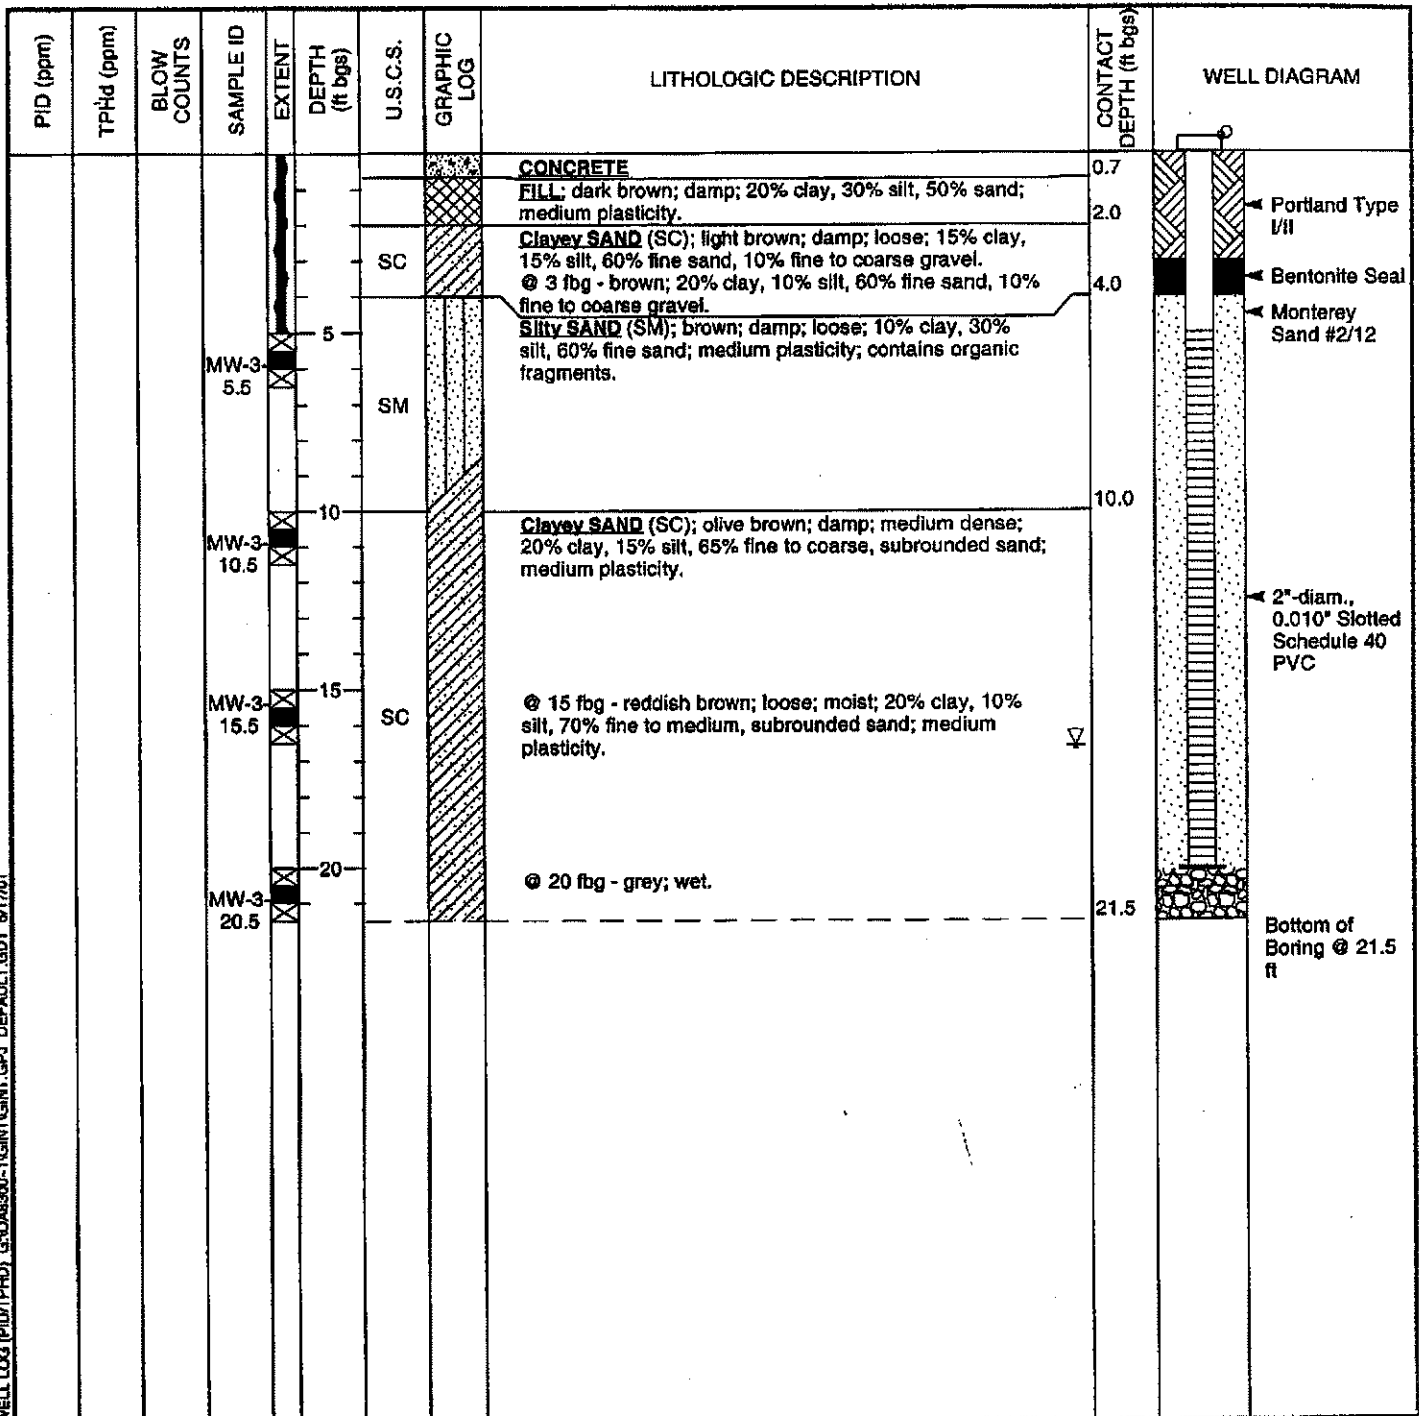 PID (ppm)
TPHd (ppm)
BLOW
COUNTS
SAMPLE ID
EXTENT
DEPTH
(ft bgs)
U.S.C.S.
GRAPHIC
LOG
LITHOLOGIC DESCRIPTION
CONTACT
DEPTH (ft bgs)
WELL DIAGRAM
CONCRETE
0.7
FILL; dark brown; damp; 20% clay, 30% silt, 50% sand;
medium plasticity.
2.0
Portland Type
I/II
SC
Clayey SAND (SC); light brown; damp; loose; 15% clay,
15% silt, 60% fine sand, 10% fine to coarse gravel.
@ 3 fbg - brown; 20% clay, 10% silt, 60% fine sand, 10%
fine to coarse gravel.
4.0
Bentonite Seal
Monterey
Sand #2/12
5
Silty SAND (SM); brown; damp; loose; 10% clay, 30%
silt, 60% fine sand; medium plasticity; contains organic
fragments.
MW-3-
5.5
SM
10.0
10
Clayey SAND (SC); olive brown; damp; medium dense;
20% clay, 15% silt, 65% fine to coarse, subrounded sand;
medium plasticity.
MW-3-
10.5
2"-diam.,
0.010" Slotted
Schedule 40
PVC
15
MW-3-
15.5
SC
@ 15 fbg - reddish brown; loose; moist; 20% clay, 10%
silt, 70% fine to medium, subrounded sand; medium
plasticity.
20
@ 20 fbg - grey; wet.
MW-3-
20.5
21.5
Bottom of
Boring @ 21.5
ft
WELL LOG (PID/TPHD)
DEFAULT.GDT